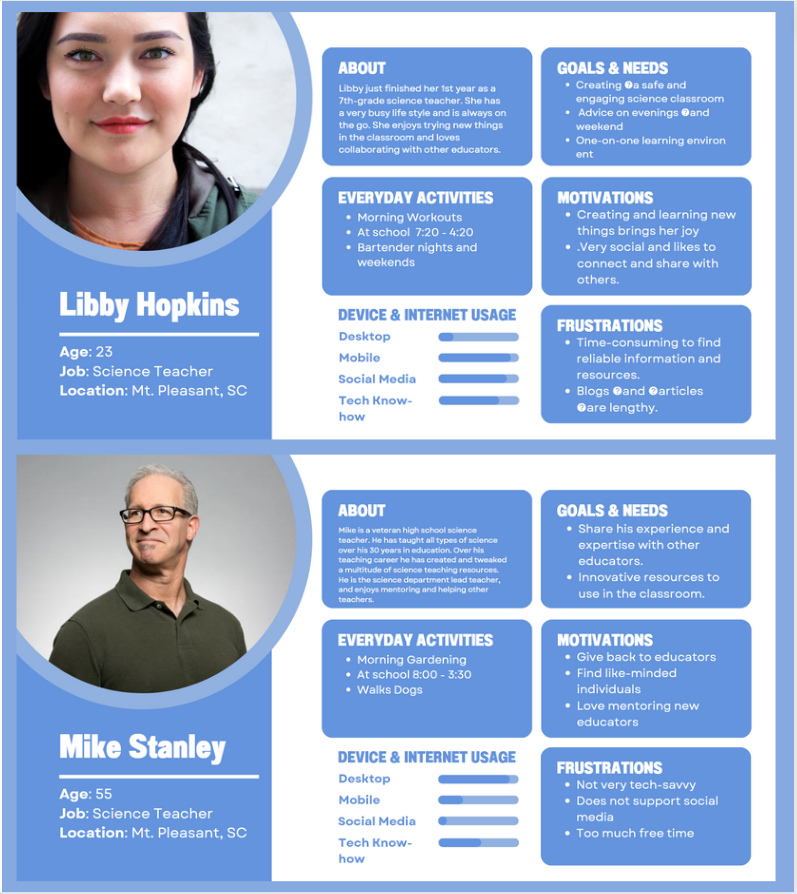 Libby Hopkins
Age: 23
Job: Science Teacher
Location: Mt. Pleasant, SC
ABOUT
Libby just finished her 1st year as a
7th-grade science teacher. She has
a very busy life style and is always on
the go. She enjoys trying new things
in the classroom and loves
collaborating with other educators.
EVERYDAY ACTIVITIES
• Morning Workouts
• At school 7:20 - 4:20
• Bartender nights and
weekends
DEVICE & INTERNET USAGE
Desktop
Mobile
Social Media
Tech Know-
how
GOALS & NEEDS
• Creating �a safe and
engaging science classroom
• Advice on evenings �and
weekend
• One-on-one learning environ
ent
MOTIVATIONS
• Creating and learning new
things brings her joy
• .Very social and likes to
connect and share with
others.
FRUSTRATIONS
• Time-consuming to find
reliable information and
resources.
• Blogs �and �articles
�are lengthy.
Mike Stanley
Age: 55
Job: Science Teacher
Location: Mt. Pleasant, SC
ABOUT
Mike is a veteran high school science
teacher. He has taught all types of science
over his 30 years in education. Over his
teaching career he has created and tweaked
a multitude of science teaching resources.
He is the science department lead teacher,
and enjoys mentoring and helping other
teachers.
EVERYDAY ACTIVITIES
• Morning Gardening
• At school 8:00 - 3:30
• Walks Dogs
DEVICE & INTERNET USAGE
Desktop
Mobile
Social Media
Tech Know-
how
GOALS & NEEDS
• Share his experience and
expertise with other
educators.
• Innovative resources to
use in the classroom.
MOTIVATIONS
• Give back to educators
• Find like-minded
individuals
• Love mentoring new
educators
FRUSTRATIONS
• Not very tech-savvy
• Does not support social
media
• Too much free time